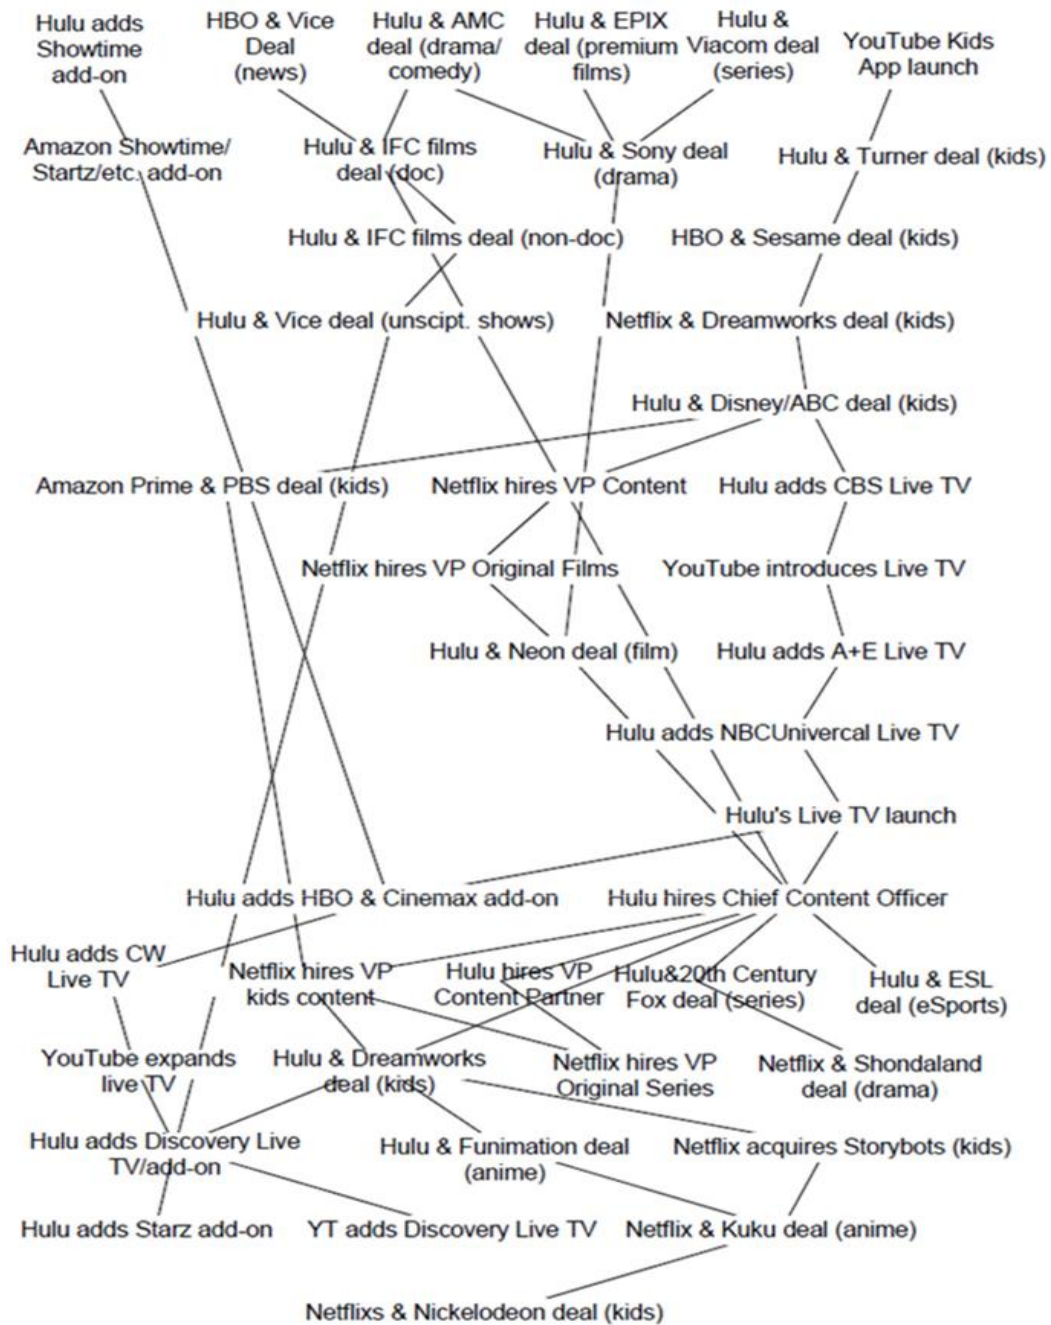 Hulu adds
Showtime
add-on
HBO & Vice
Deal
(news)
Hulu & AMC
deal (drama/
comedy)
Hulu & EPIX
deal (premium
films)
Hulu &
Viacom deal
(series)
YouTube Kids
App launch
Amazon Showtime/
Startz/etc. add-on
Hulu & IFC films
deal (doc)
Hulu & Sony deal
(drama)
Hulu & Turner deal (kids)
Hulu & IFC films deal (non-doc)
HBO & Sesame deal (kids)
Hulu & Vice deal (unscipt. shows)
Netflix & Dreamworks deal (kids)
Hulu & Disney/ABC deal (kids)
Amazon Prime & PBS deal (kids)
Netflix hires VP Content
Hulu adds CBS Live TV
Netflix hires VP Original Films
YouTube introduces Live TV
Hulu & Neon deal (film)
Hulu adds A+E Live TV
Hulu adds NBCUnivercal Live TV
Hulu's Live TV launch
Hulu adds HBO & Cinemax add-on
Hulu hires Chief Content Officer
Hulu adds CW
Live TV
Netflix hires VP
kids content
Hulu hires VP
Content Partner
Hulu&20th Century
Fox deal (series)
Hulu & ESL
deal (eSports)
YouTube expands
live TV
Hulu & Dreamworks
deal (kids)
Netflix hires VP
Original Series
Netflix & Shondaland
deal (drama)
Hulu adds Discovery Live
TV/add-on
Hulu & Funimation deal
(anime)
Netflix acquires Storybots (kids)
Hulu adds Starz add-on
YT adds Discovery Live TV
Netflix & Kuku deal (anime)
Netflixs & Nickelodeon deal (kids)